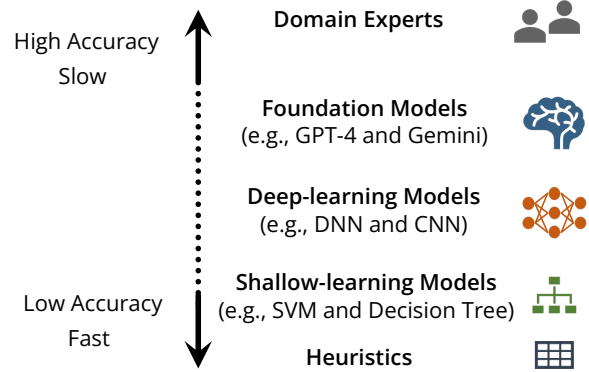 High Accuracy
Slow
Domain Experts
Foundation Models
(e.g., GPT-4 and Gemini)
Deep-learning Models
(e.g., DNN and CNN)
Shallow-learning Models
(e.g., SVM and Decision Tree)
Low Accuracy
Fast
Heuristics